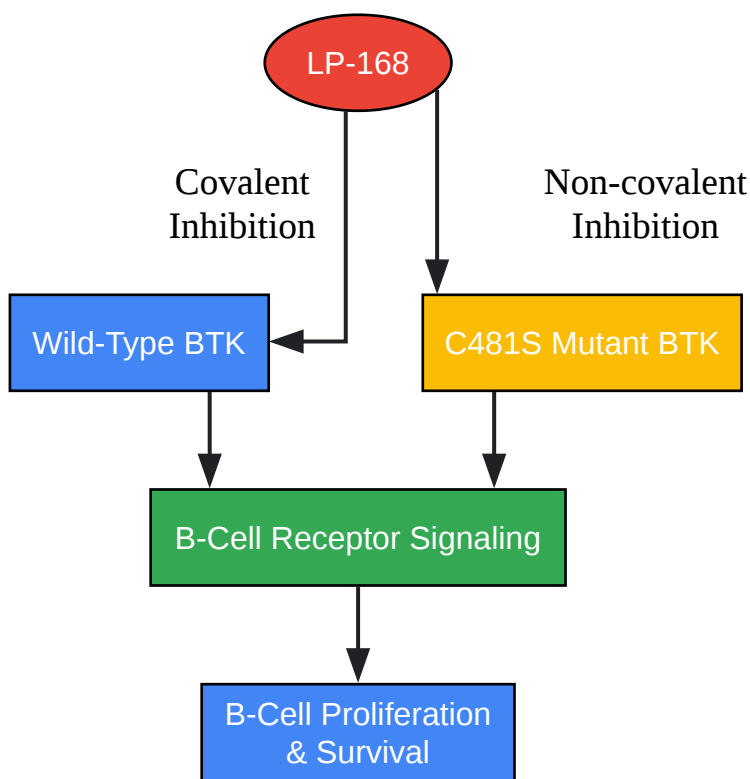 LP-168
Covalent
Inhibition
Non-covalent
Inhibition
Wild-Type BTK
C481S Mutant BTK
B-Cell Receptor Signaling
B-Cell Proliferation
& Survival